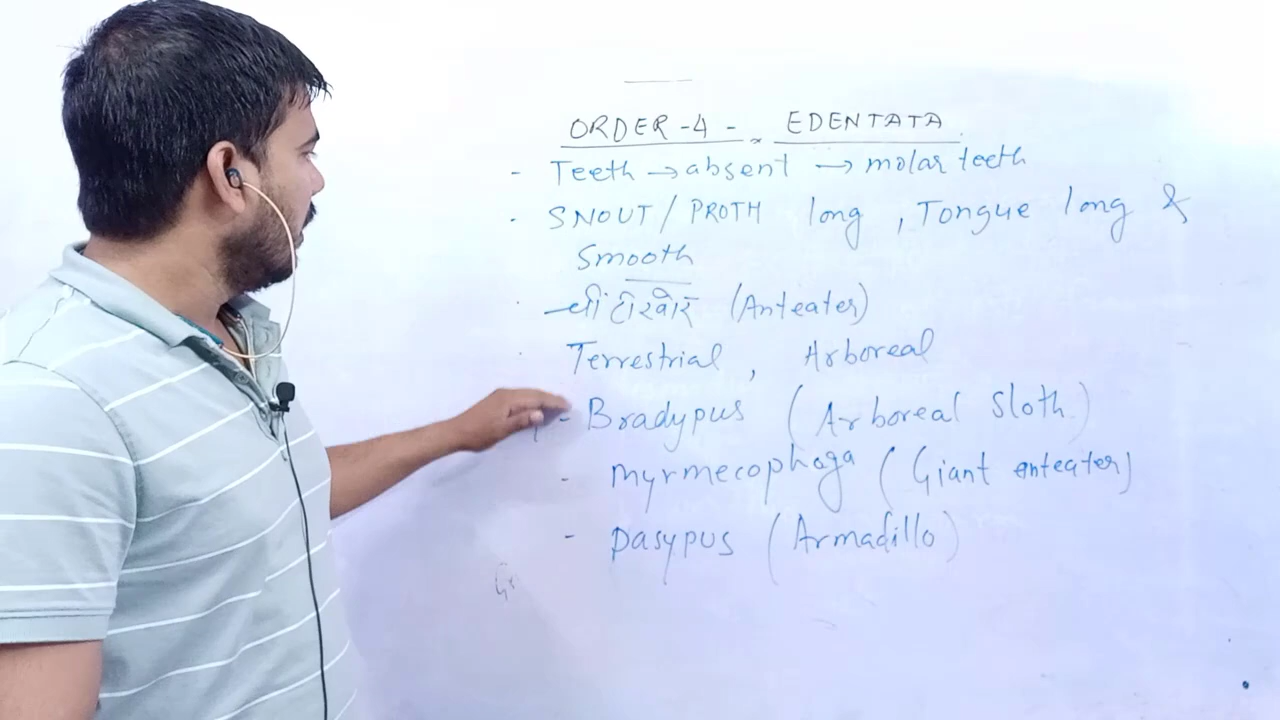 ORDER -4 - EDENTATA
- Teeth → absent → molar teeth
- SNOUT / PROTH long , Tongue long &
Smooth
चींटीखोर (Anteater)
Terrestrial , Arboreal
- Bradypus (Arboreal Sloth)
- Myrmecophaga (Giant anteater)
- Dasypus (Armadillo)